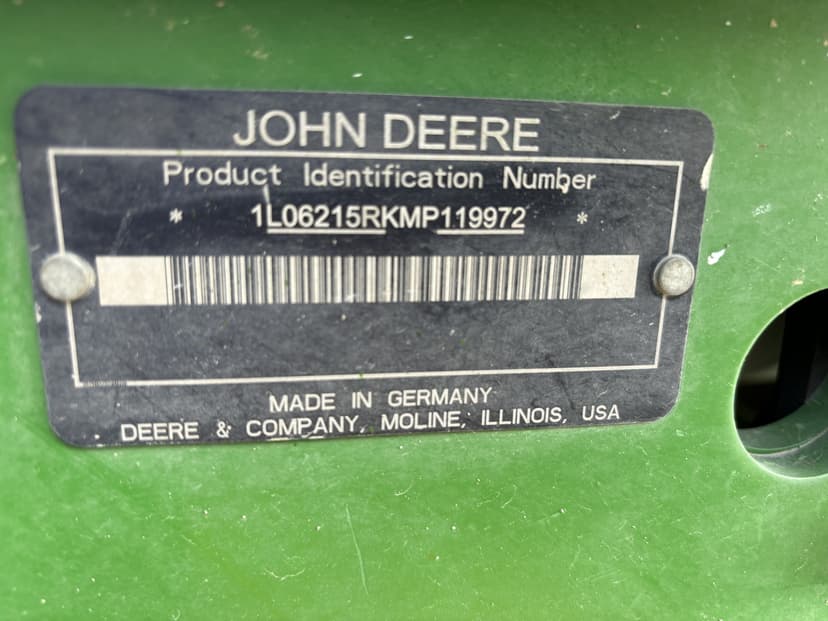 JOHN DEERE
Product Identification Number
* 1L06215RKMP119972 *
MADE IN GERMANY
DEERE & COMPANY, MOLINE, ILLINOIS, USA